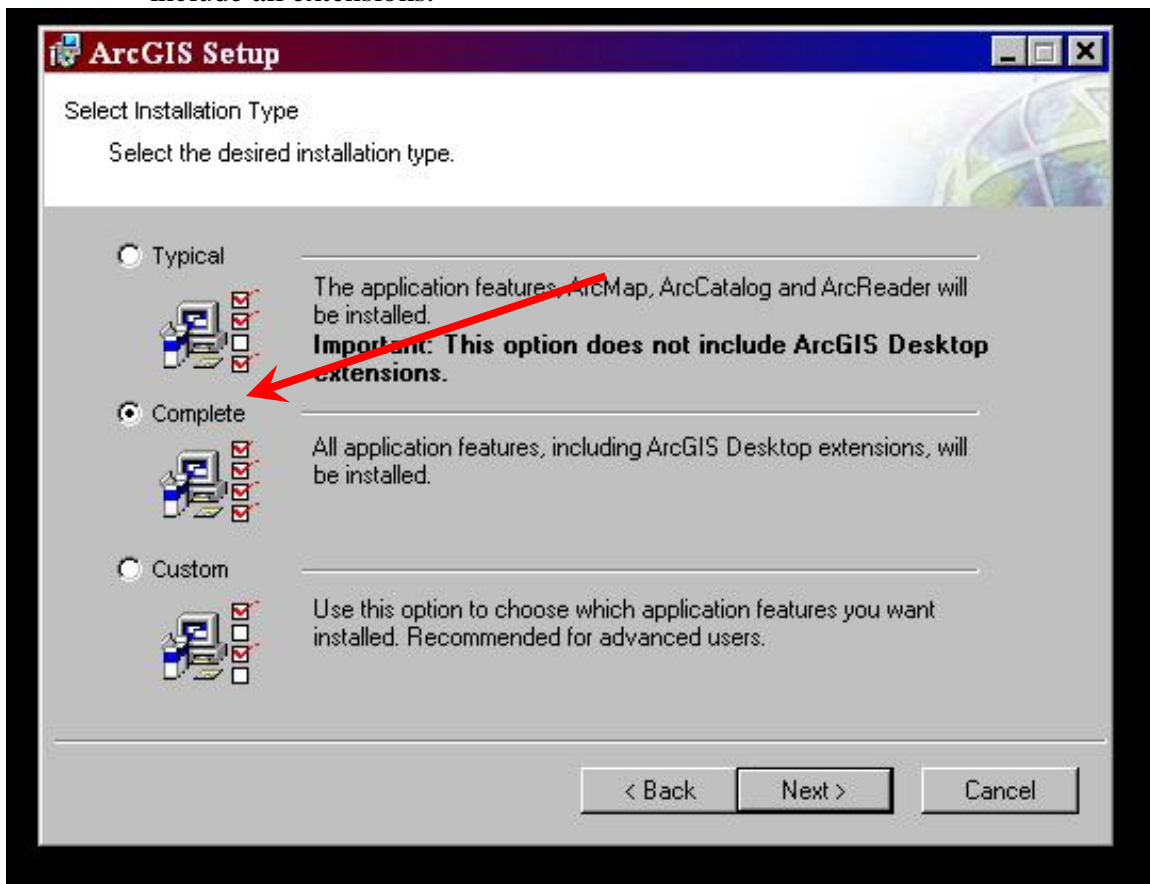 include all extensions.
ArcGIS Setup
Select Installation Type
Select the desired installation type.
Typical
The application features, ArcMap, ArcCatalog and ArcReader will
be installed.
Important: This option does not include ArcGIS Desktop
extensions.
Complete
All application features, including ArcGIS Desktop extensions, will
be installed.
Custom
Use this option to choose which application features you want
installed. Recommended for advanced users.
< Back Next > Cancel